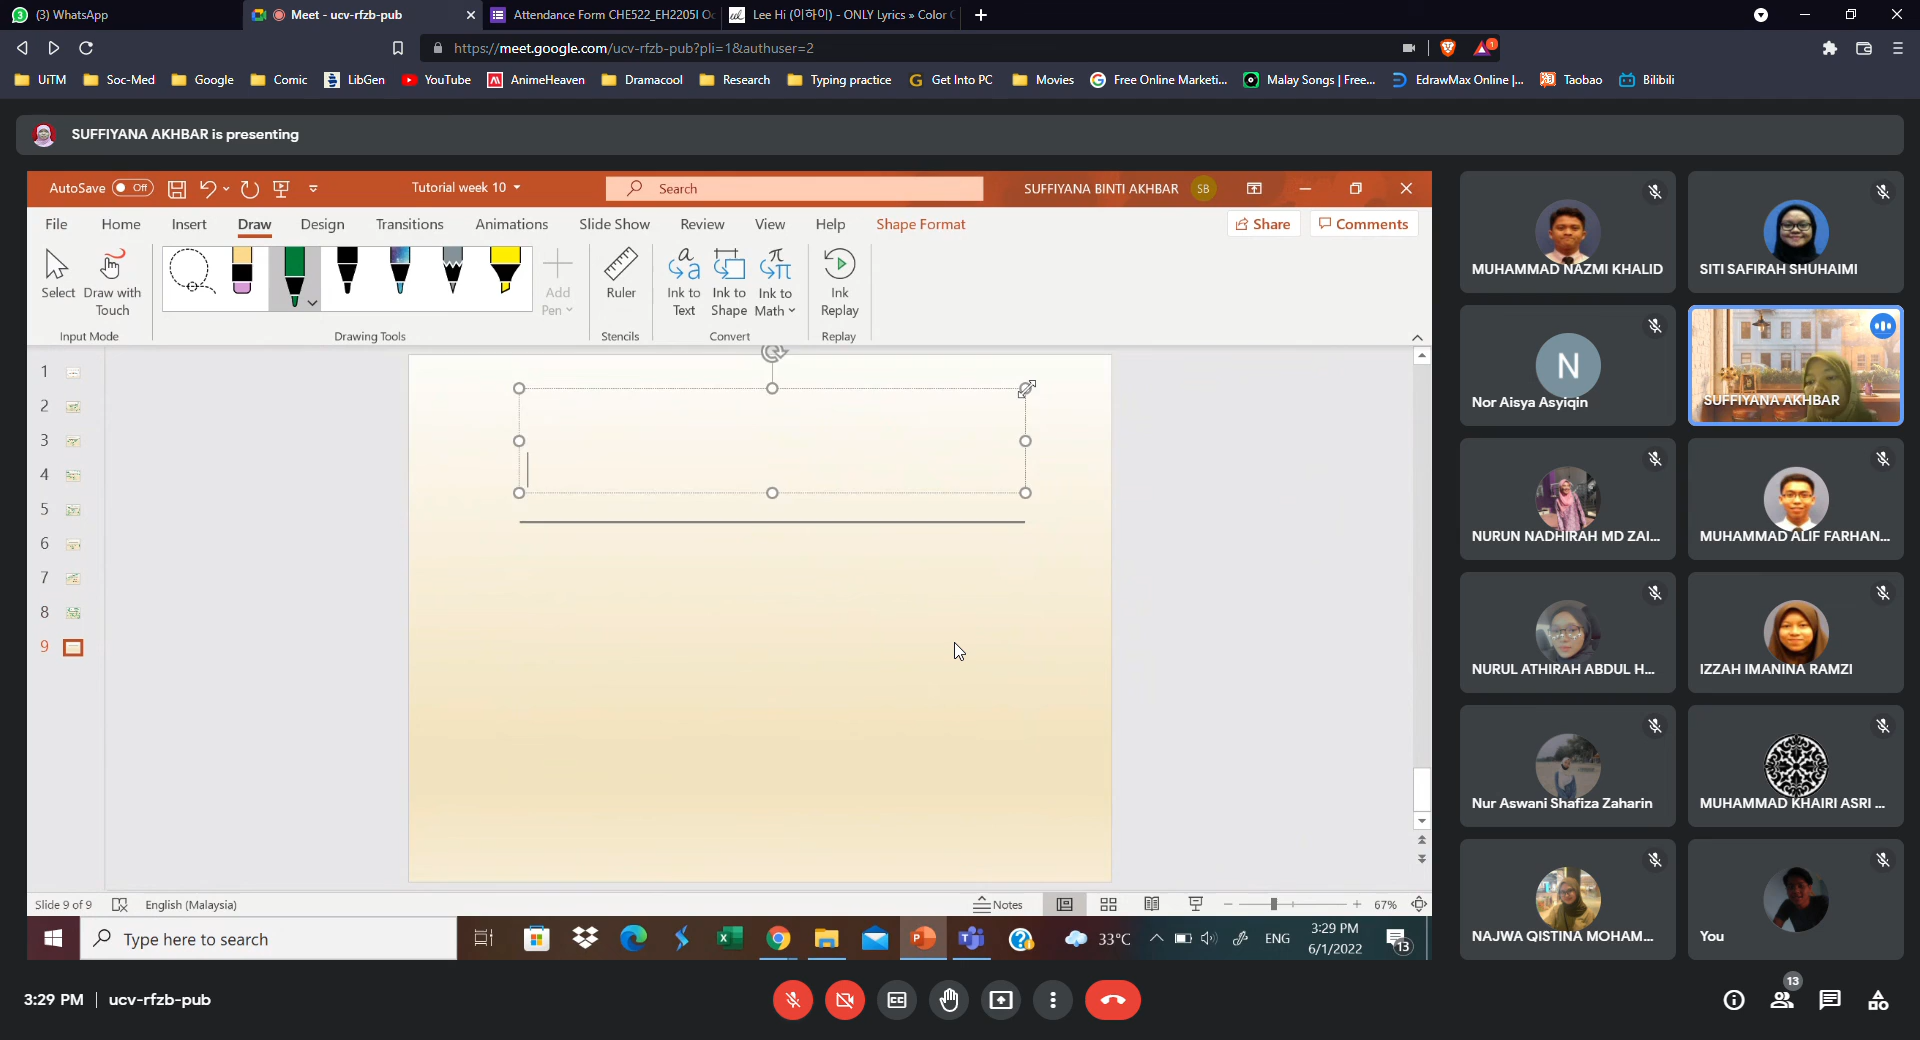 (3) WhatsApp
Meet - ucv-rfzb-pub
Attendance Form CHE522_EH2205I Oc
Lee Hi (이하이) - ONLY Lyrics » Color C
https://meet.google.com/ucv-rfzb-pub?pli=1&authuser=2
1
UiTM
Soc-Med
Google
Comic
LibGen
YouTube
AnimeHeaven
Dramacool
Research
Typing practice
Get Into PC
Movies
Free Online Marketi...
Malay Songs | Free...
EdrawMax Online |...
Taobao
Bilibili
SUFFIYANA AKHBAR is presenting
AutoSave Off
Tutorial week 10
Search
SUFFIYANA BINTI AKHBAR SB
File Home Insert Draw Design Transitions Animations Slide Show Review View Help Shape Format
Share Comments
Select
Draw with Touch
Input Mode
Drawing Tools
Add Pen
Ruler
Stencils
Ink to Text
Ink to Shape
Ink to Math
Convert
Ink Replay
Replay
1
2
3
4
5
6
7
8
9
Slide 9 of 9
English (Malaysia)
Notes
67%
Type here to search
33°C
ENG
3:29 PM
6/1/2022
13
MUHAMMAD NAZMI KHALID
SITI SAFIRAH SHUHAIMI
N
Nor Aisya Asyiqin
SUFFIYANA AKHBAR
NURUN NADHIRAH MD ZAI...
MUHAMMAD ALIF FARHAN...
NURUL ATHIRAH ABDUL H...
IZZAH IMANINA RAMZI
Nur Aswani Shafiza Zaharin
MUHAMMAD KHAIRI ASRI ...
NAJWA QISTINA MOHAM...
You
3:29 PM | ucv-rfzb-pub
13